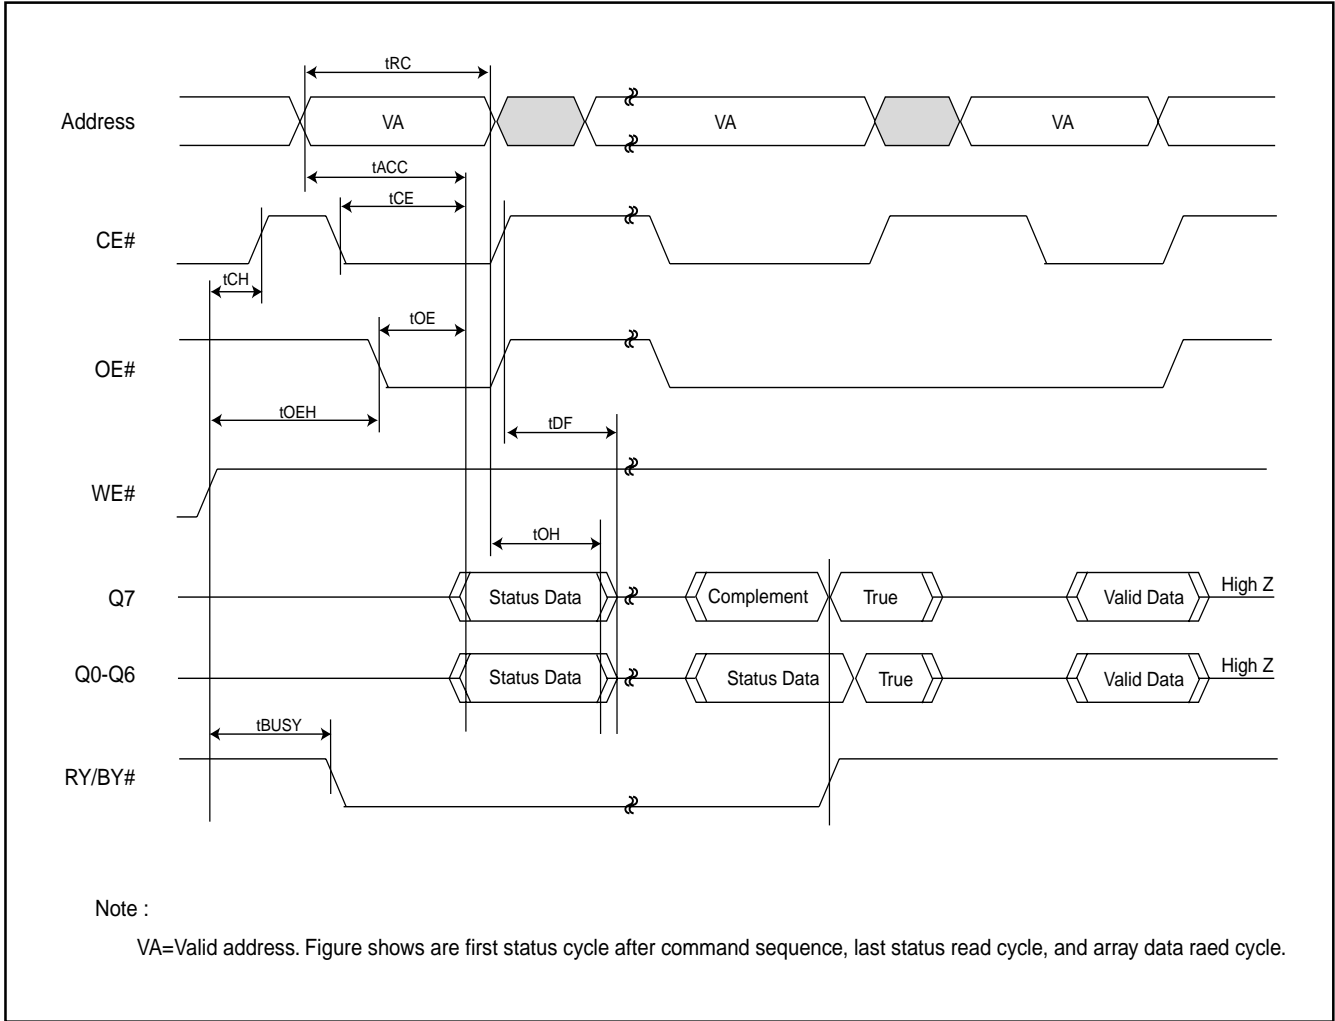 tRC
Address VA VA VA
tACC
tCE
CE#
tCH
tOE
OE#
tOEH
tDF
WE#
tOH
Q7 Status Data Complement True Valid Data High Z
Q0-Q6 Status Data Status Data True Valid Data High Z
tBUSY
RY/BY#
Note :
VA=Valid address. Figure shows are first status cycle after command sequence, last status read cycle, and array data raed cycle.